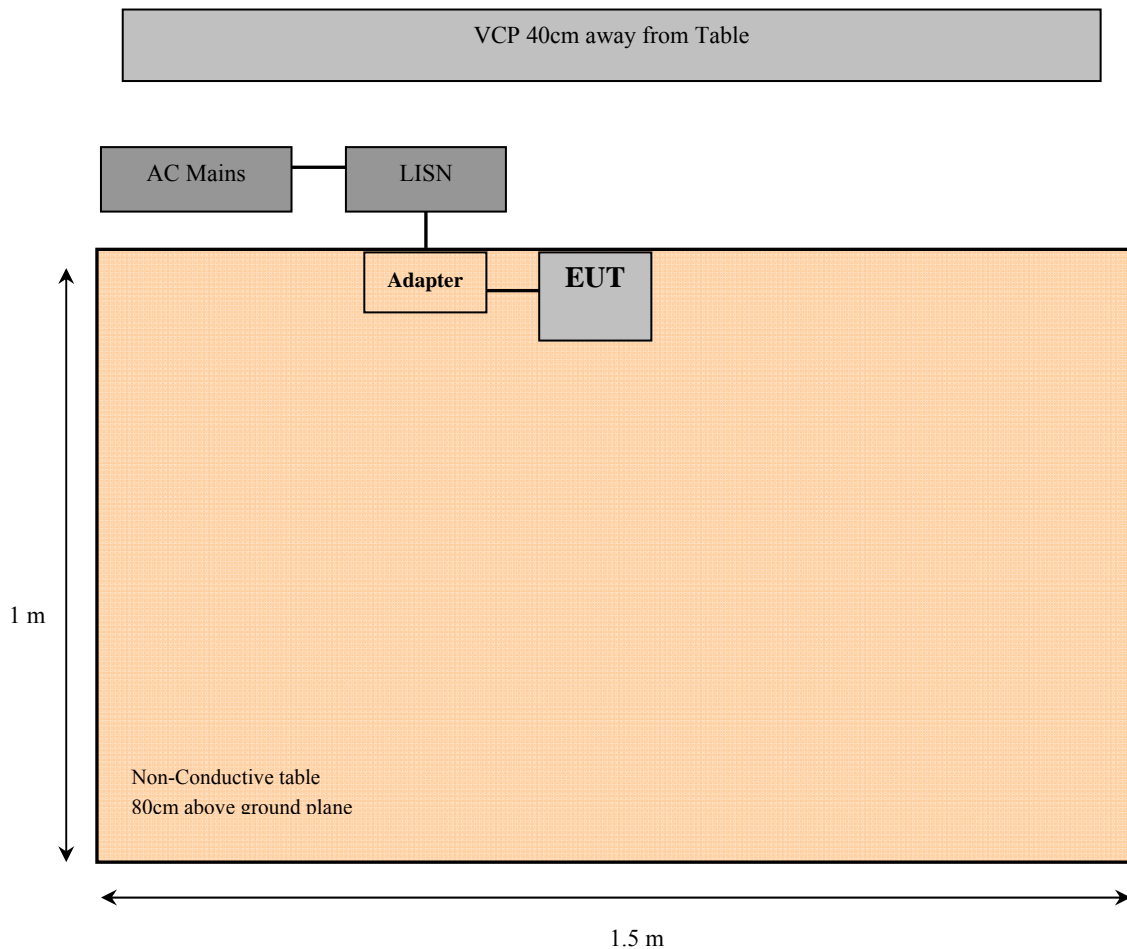 VCP 40cm away from Table
AC Mains
LISN
Adapter
EUT
1 m
Non-Conductive table
80cm above ground plane
1.5 m